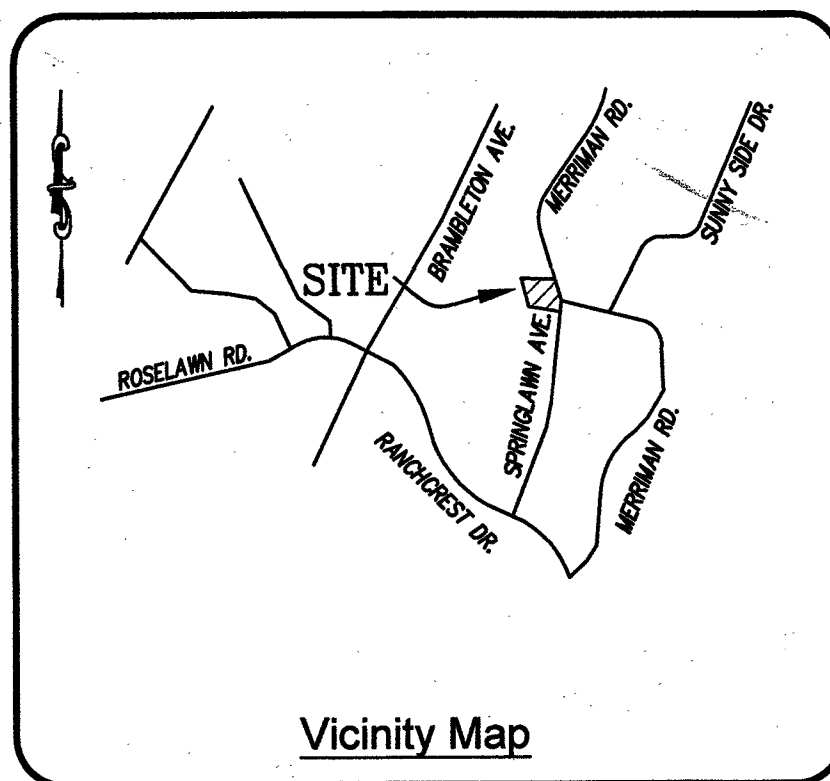 BRAMBLETON AVE.
MERRIMAN RD.
SUNNY SIDE DR.
SITE
ROSELAWN RD.
SPRINGLAWN AVE.
RANCHCREST DR.
MERRIMAN RD.
Vicinity Map